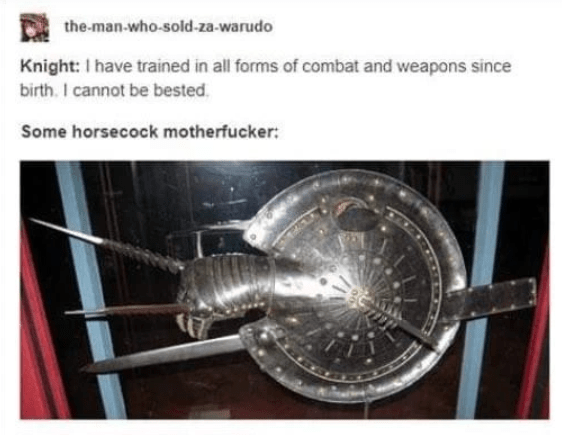 the-man-who-sold-za-warudo
Knight: I have trained in all forms of combat and weapons since
birth. I cannot be bested.
Some horsecock motherfucker: